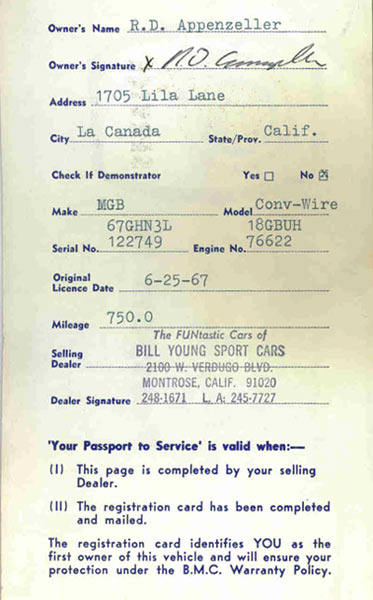 Owner's Name R.D. Appenzeller
Owner's Signature X R.D. Appenzeller
Address 1705 Lila Lane
City La Canada State/Prov. Calif.
Check If Demonstrator Yes ☐ No ☒
Make MGB Model Conv-Wire
67GHN3L 18GBUH
Serial No. 122749 Engine No. 76622
Original
Licence Date 6-25-67
Mileage 750.0
The FUNtastic Cars of
Selling BILL YOUNG SPORT CARS
Dealer 2100 W. VERDUGO BLVD.
MONTROSE, CALIF. 91020
Dealer Signature 248-1671 L. A: 245-7727
'Your Passport to Service' is valid when:—
(I) This page is completed by your selling
Dealer.
(II) The registration card has been completed
and mailed.
The registration card identifies YOU as the
first owner of this vehicle and will ensure your
protection under the B.M.C. Warranty Policy.